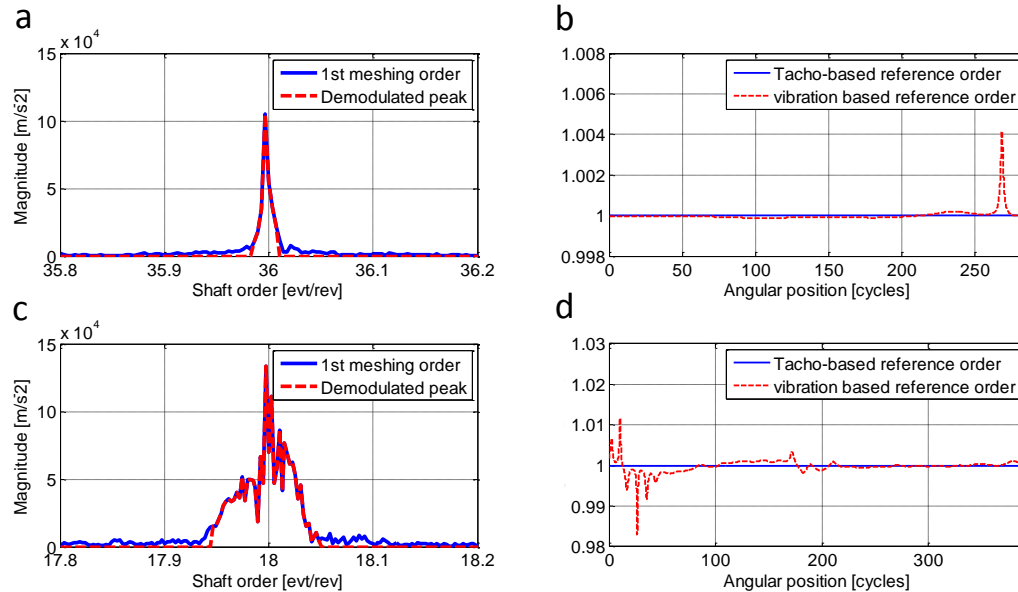 a
x 10^4
15
10
5
0
Magnitude [m/s2]
1st meshing order
Demodulated peak
35.8 35.9 36 36.1 36.2
Shaft order [evt/rev]
b
1.008
1.006
1.004
1.002
1
0.998
Tacho-based reference order
vibration based reference order
0 50 100 150 200 250
Angular position [cycles]
c
x 10^4
15
10
5
0
Magnitude [m/s2]
1st meshing order
Demodulated peak
17.8 17.9 18 18.1 18.2
Shaft order [evt/rev]
d
1.03
1.02
1.01
1
0.99
0.98
Tacho-based reference order
vibration based reference order
0 100 200 300
Angular position [cycles]